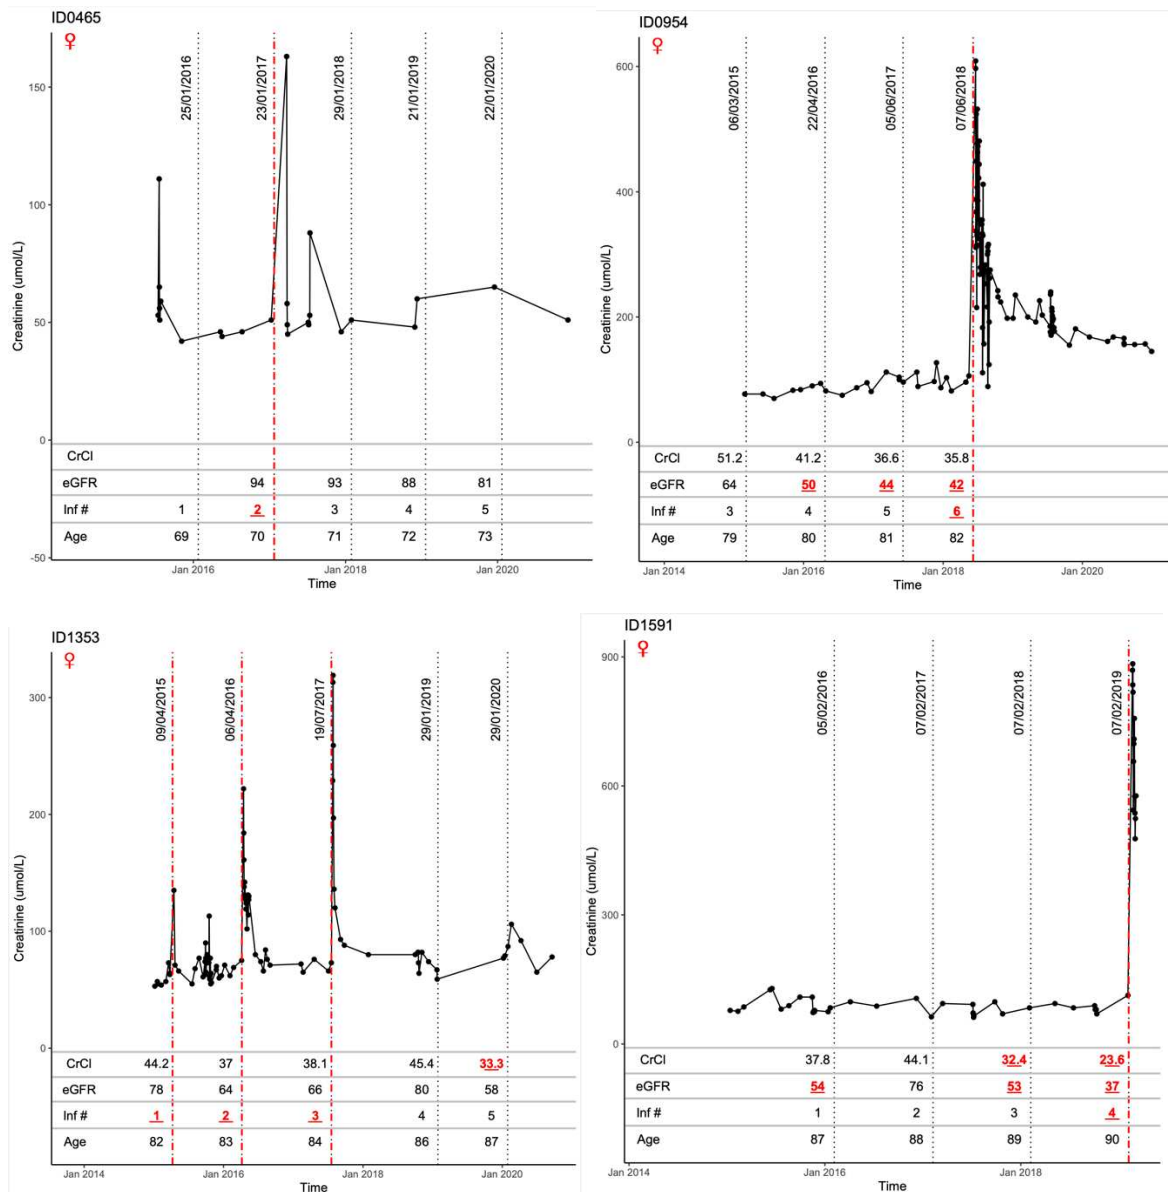 ID0465
♀
Creatinine (umol/L)
150
100
50
0
-50
25/01/2016
23/01/2017
29/01/2018
21/01/2019
22/01/2020
CrCl
eGFR 94 93 88 81
Inf # 1 2 3 4 5
Age 69 70 71 72 73
Jan 2016 Jan 2018 Jan 2020
Time
ID0954
♀
Creatinine (umol/L)
600
400
200
0
06/03/2015
22/04/2016
05/06/2017
07/06/2018
CrCl 51.2 41.2 36.6 35.8
eGFR 64 50 44 42
Inf # 3 4 5 6
Age 79 80 81 82
Jan 2014 Jan 2016 Jan 2018 Jan 2020
Time
ID1353
♀
Creatinine (umol/L)
300
200
100
0
09/04/2015
06/04/2016
19/07/2017
29/01/2019
29/01/2020
CrCl 44.2 37 38.1 45.4 33.3
eGFR 78 64 66 80 58
Inf # 1 2 3 4 5
Age 82 83 84 86 87
Jan 2014 Jan 2016 Jan 2018 Jan 2020
Time
ID1591
♀
Creatinine (umol/L)
900
600
300
0
05/02/2016
07/02/2017
07/02/2018
07/02/2019
CrCl 37.8 44.1 32.4 23.6
eGFR 54 76 53 37
Inf # 1 2 3 4
Age 87 88 89 90
Jan 2014 Jan 2016 Jan 2018
Time